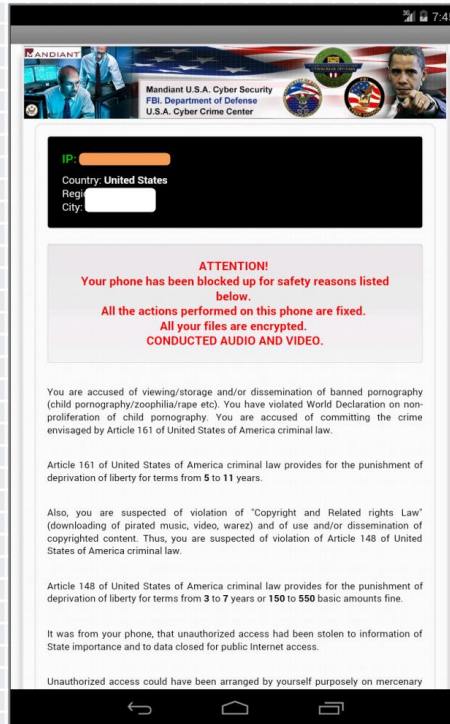 7:45
MANDIANT
Mandiant U.S.A. Cyber Security
FBI. Department of Defense
U.S.A. Cyber Crime Center
IP:
Country: United States
Regi
City:
ATTENTION!
Your phone has been blocked up for safety reasons listed
below.
All the actions performed on this phone are fixed.
All your files are encrypted.
CONDUCTED AUDIO AND VIDEO.
You are accused of viewing/storage and/or dissemination of banned pornography
(child pornography/zoophilia/rape etc). You have violated World Declaration on non-
proliferation of child pornography. You are accused of committing the crime
envisaged by Article 161 of United States of America criminal law.
Article 161 of United States of America criminal law provides for the punishment of
deprivation of liberty for terms from 5 to 11 years.
Also, you are suspected of violation of "Copyright and Related rights Law"
(downloading of pirated music, video, warez) and of use and/or dissemination of
copyrighted content. Thus, you are suspected of violation of Article 148 of United
States of America criminal law.
Article 148 of United States of America criminal law provides for the punishment of
deprivation of liberty for terms from 3 to 7 years or 150 to 550 basic amounts fine.
It was from your phone, that unauthorized access had been stolen to information of
State importance and to data closed for public Internet access.
Unauthorized access could have been arranged by yourself purposely on mercenary